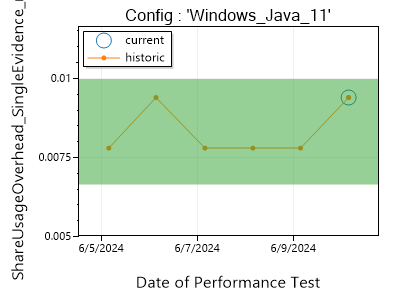 Config : 'Windows_Java_11'
current
historic
ShareUsageOverhead_SingleEvidence_
0.01
0.0075
0.005
6/5/2024
6/7/2024
6/9/2024
Date of Performance Test